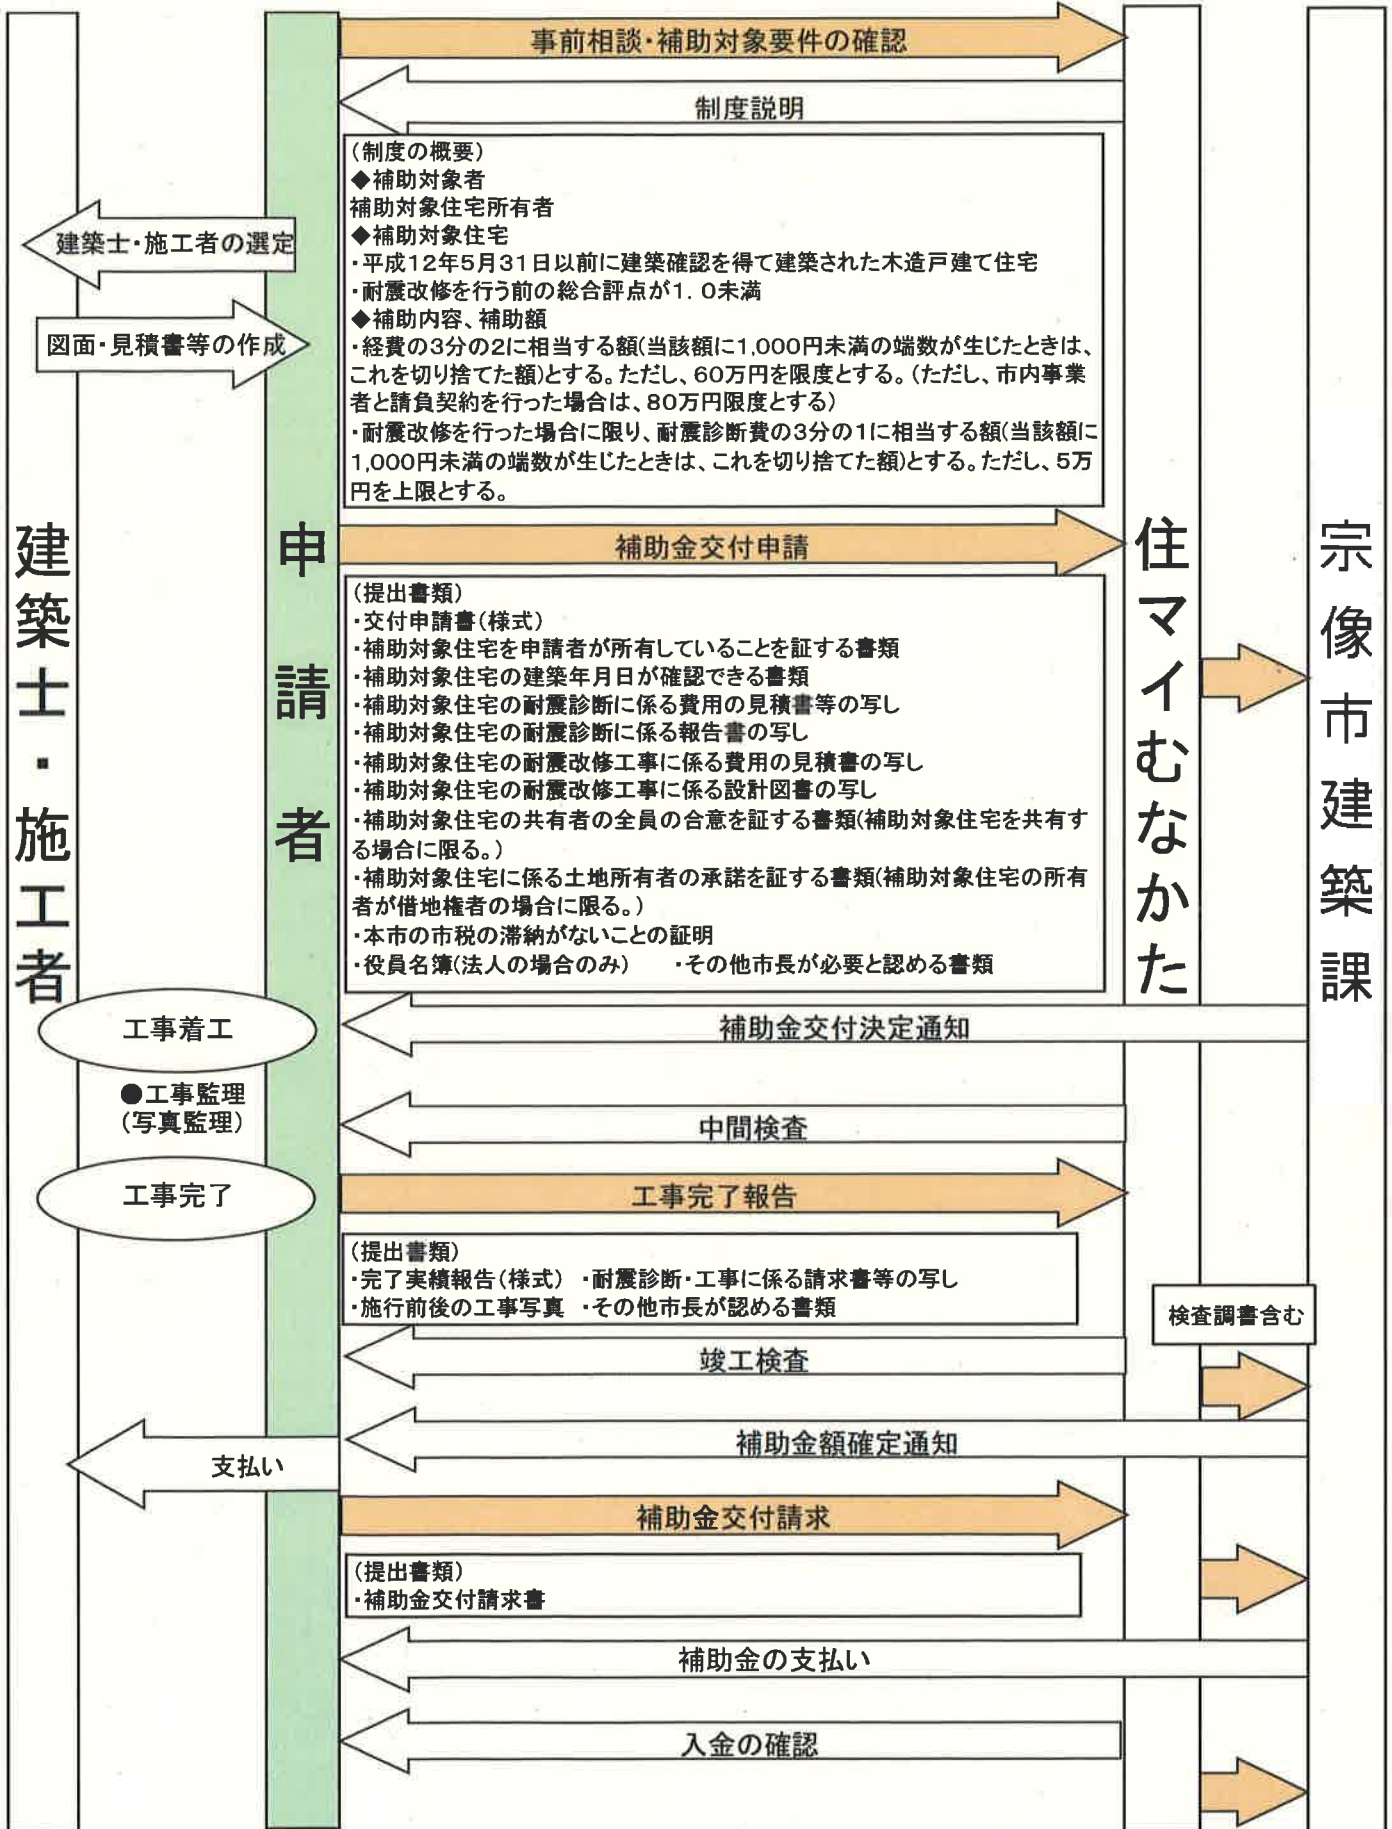 事前相談・補助対象要件の確認
制度説明
(制度の概要)
◆補助対象者
補助対象住宅所有者
◆補助対象住宅
・平成12年5月31日以前に建築確認を得て建築された木造戸建て住宅
・耐震改修を行う前の総合評点が1.0未満
◆補助内容、補助額
・経費の3分の2に相当する額(当該額に1,000円未満の端数が生じたときは、
これを切り捨てた額)とする。ただし、60万円を限度とする。(ただし、市内事業
者と請負契約を行った場合は、80万円限度とする)
・耐震改修を行った場合に限り、耐震診断費の3分の1に相当する額(当該額に
1,000円未満の端数が生じたときは、これを切り捨てた額)とする。ただし、5万
円を上限とする。
建築士・施工者の選定
図面・見積書等の作成
建築士・施工者
申請者
住マイむなかた
宗像市建築課
補助金交付申請
(提出書類)
・交付申請書(様式)
・補助対象住宅を申請者が所有していることを証する書類
・補助対象住宅の建築年月日が確認できる書類
・補助対象住宅の耐震診断に係る費用の見積書等の写し
・補助対象住宅の耐震診断に係る報告書の写し
・補助対象住宅の耐震改修工事に係る費用の見積書の写し
・補助対象住宅の耐震改修工事に係る設計図書の写し
・補助対象住宅の共有者の全員の合意を証する書類(補助対象住宅を共有す
る場合に限る。)
・補助対象住宅に係る土地所有者の承諾を証する書類(補助対象住宅の所有
者が借地権者の場合に限る。)
・本市の市税の滞納がないことの証明
・役員名簿(法人の場合のみ) ・その他市長が必要と認める書類
工事着工
補助金交付決定通知
●工事監理
(写真監理)
中間検査
工事完了
工事完了報告
(提出書類)
・完了実績報告(様式) ・耐震診断・工事に係る請求書等の写し
・施行前後の工事写真 ・その他市長が認める書類
検査調書含む
竣工検査
補助金額確定通知
支払い
補助金交付請求
(提出書類)
・補助金交付請求書
補助金の支払い
入金の確認